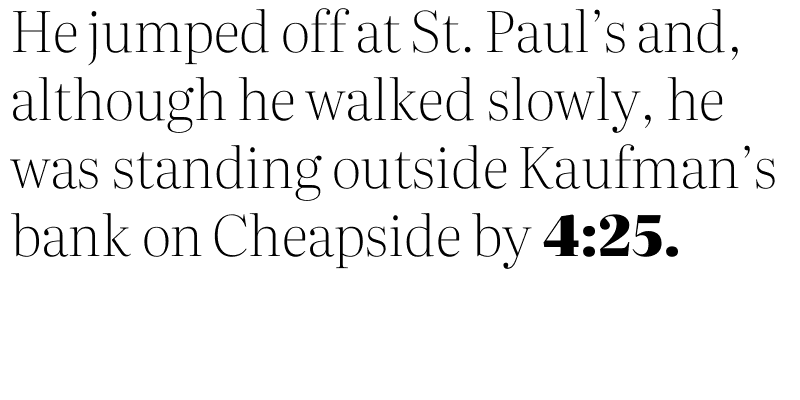 He jumped off at St. Paul’s and,
although he walked slowly, he
was standing outside Kaufman’s
bank on Cheapside by 4:25.